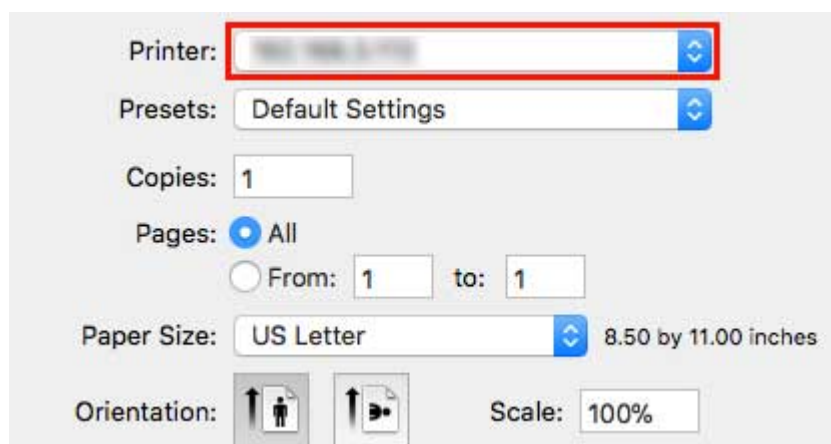 Printer:
Presets: Default Settings
Copies: 1
Pages: All
From: 1 to: 1
Paper Size: US Letter 8.50 by 11.00 inches
Orientation: Scale: 100%